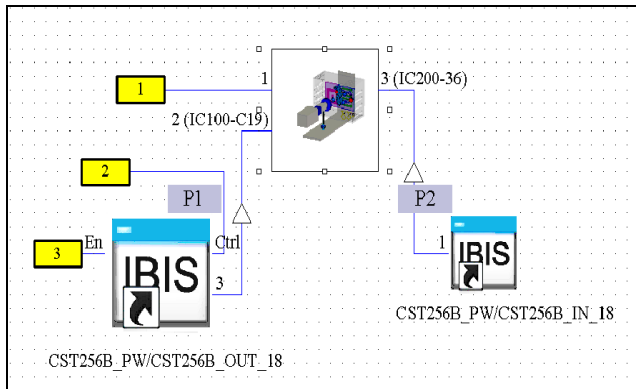 1
1
3 (IC200-36)
2 (IC100-C19)
2
P1
P2
3
En
Ctrl
1
IBIS
3
IBIS
CST256B_PW/CST256B_IN_18
CST256B_PW/CST256B_OUT_18